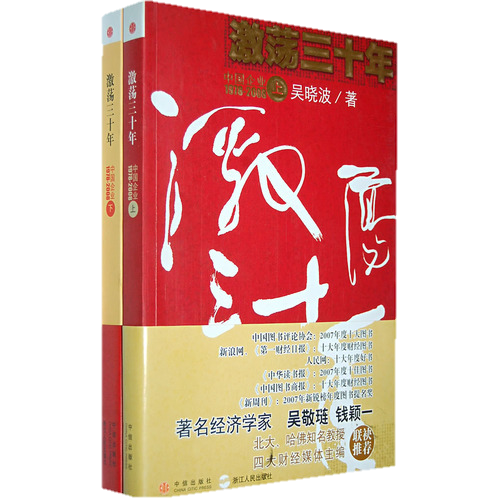 激荡三十年
中国企业
1978-2008
下
激荡三十年
中国企业
1978-2008
上
中信出版社
激荡三十年
中国企业
1978-2008
上
吴晓波/著
激荡
三十年
中国图书评论协会:2007年度十大图书
新浪网、《第一财经日报》:十大年度财经图书
人民网:十大年度好书
《中华读书报》:2007年度十佳图书
《中国图书商报》:十大年度财经图书
《新周刊》:2007年新锐榜年度图书提名奖
著名经济学家 吴敬琏 钱颖一
北大、哈佛知名教授
四大财经媒体主编
联袂
推荐
中信出版社
CHINA CITIC PRESS
浙江人民出版社